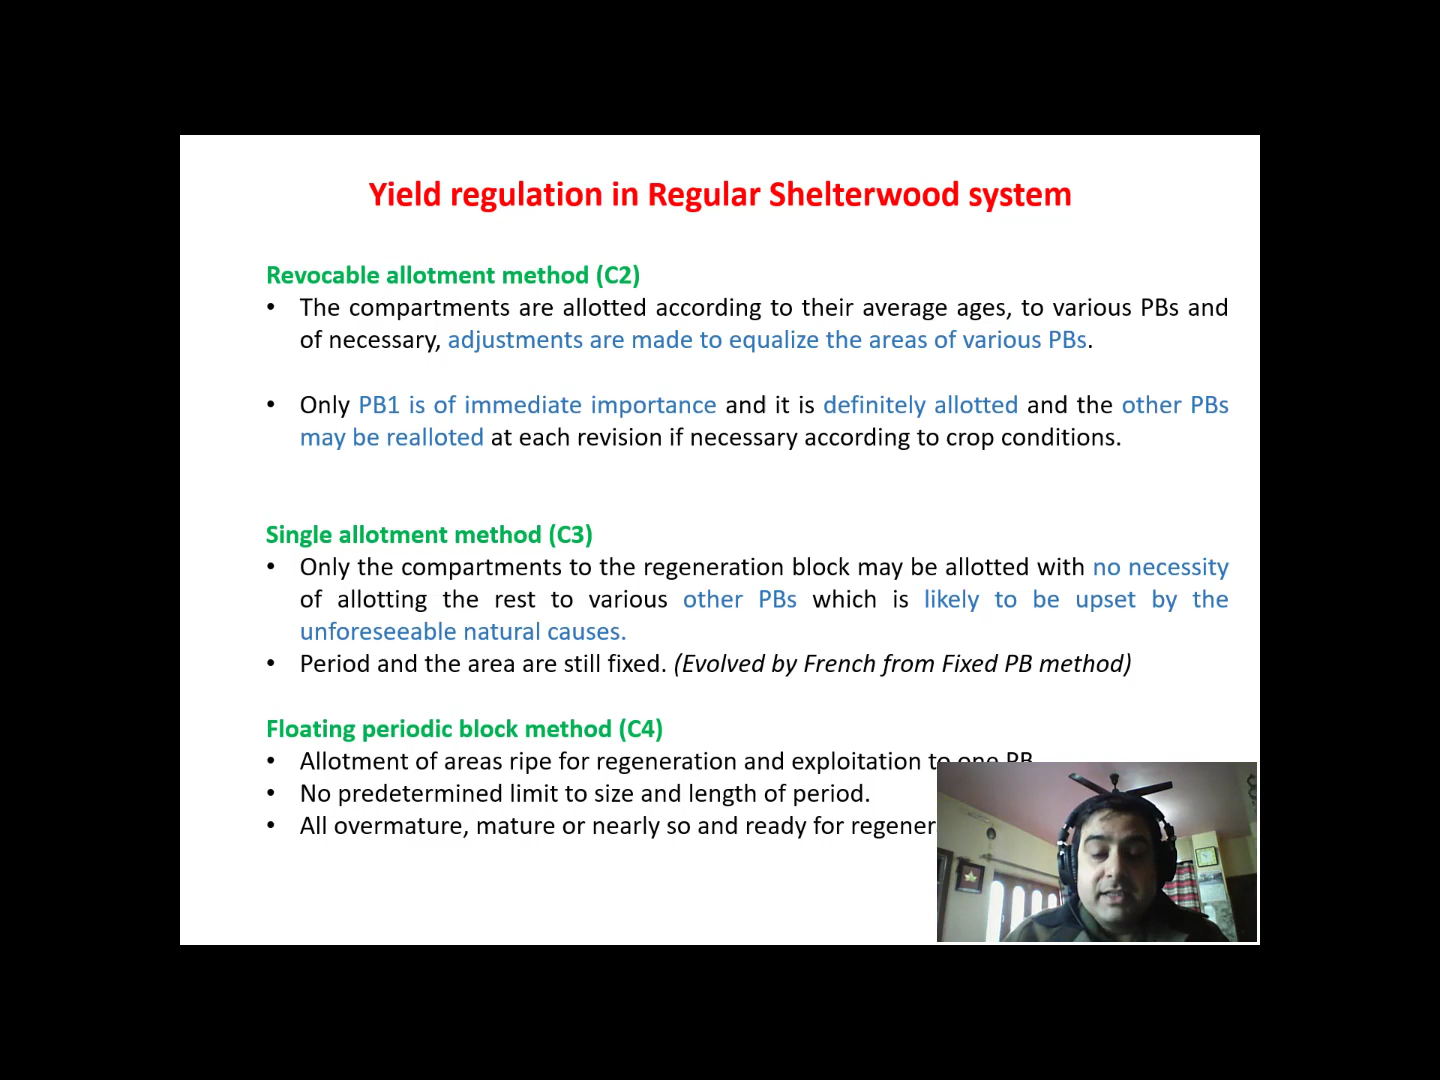 Yield regulation in Regular Shelterwood system
Revocable allotment method (C2)
• The compartments are allotted according to their average ages, to various PBs and
of necessary, adjustments are made to equalize the areas of various PBs.
• Only PB1 is of immediate importance and it is definitely allotted and the other PBs
may be realloted at each revision if necessary according to crop conditions.
Single allotment method (C3)
• Only the compartments to the regeneration block may be allotted with no necessity
of allotting the rest to various other PBs which is likely to be upset by the
unforeseeable natural causes.
• Period and the area are still fixed. (Evolved by French from Fixed PB method)
Floating periodic block method (C4)
• Allotment of areas ripe for regeneration and exploitation to one PB
• No predetermined limit to size and length of period.
• All overmature, mature or nearly so and ready for regener